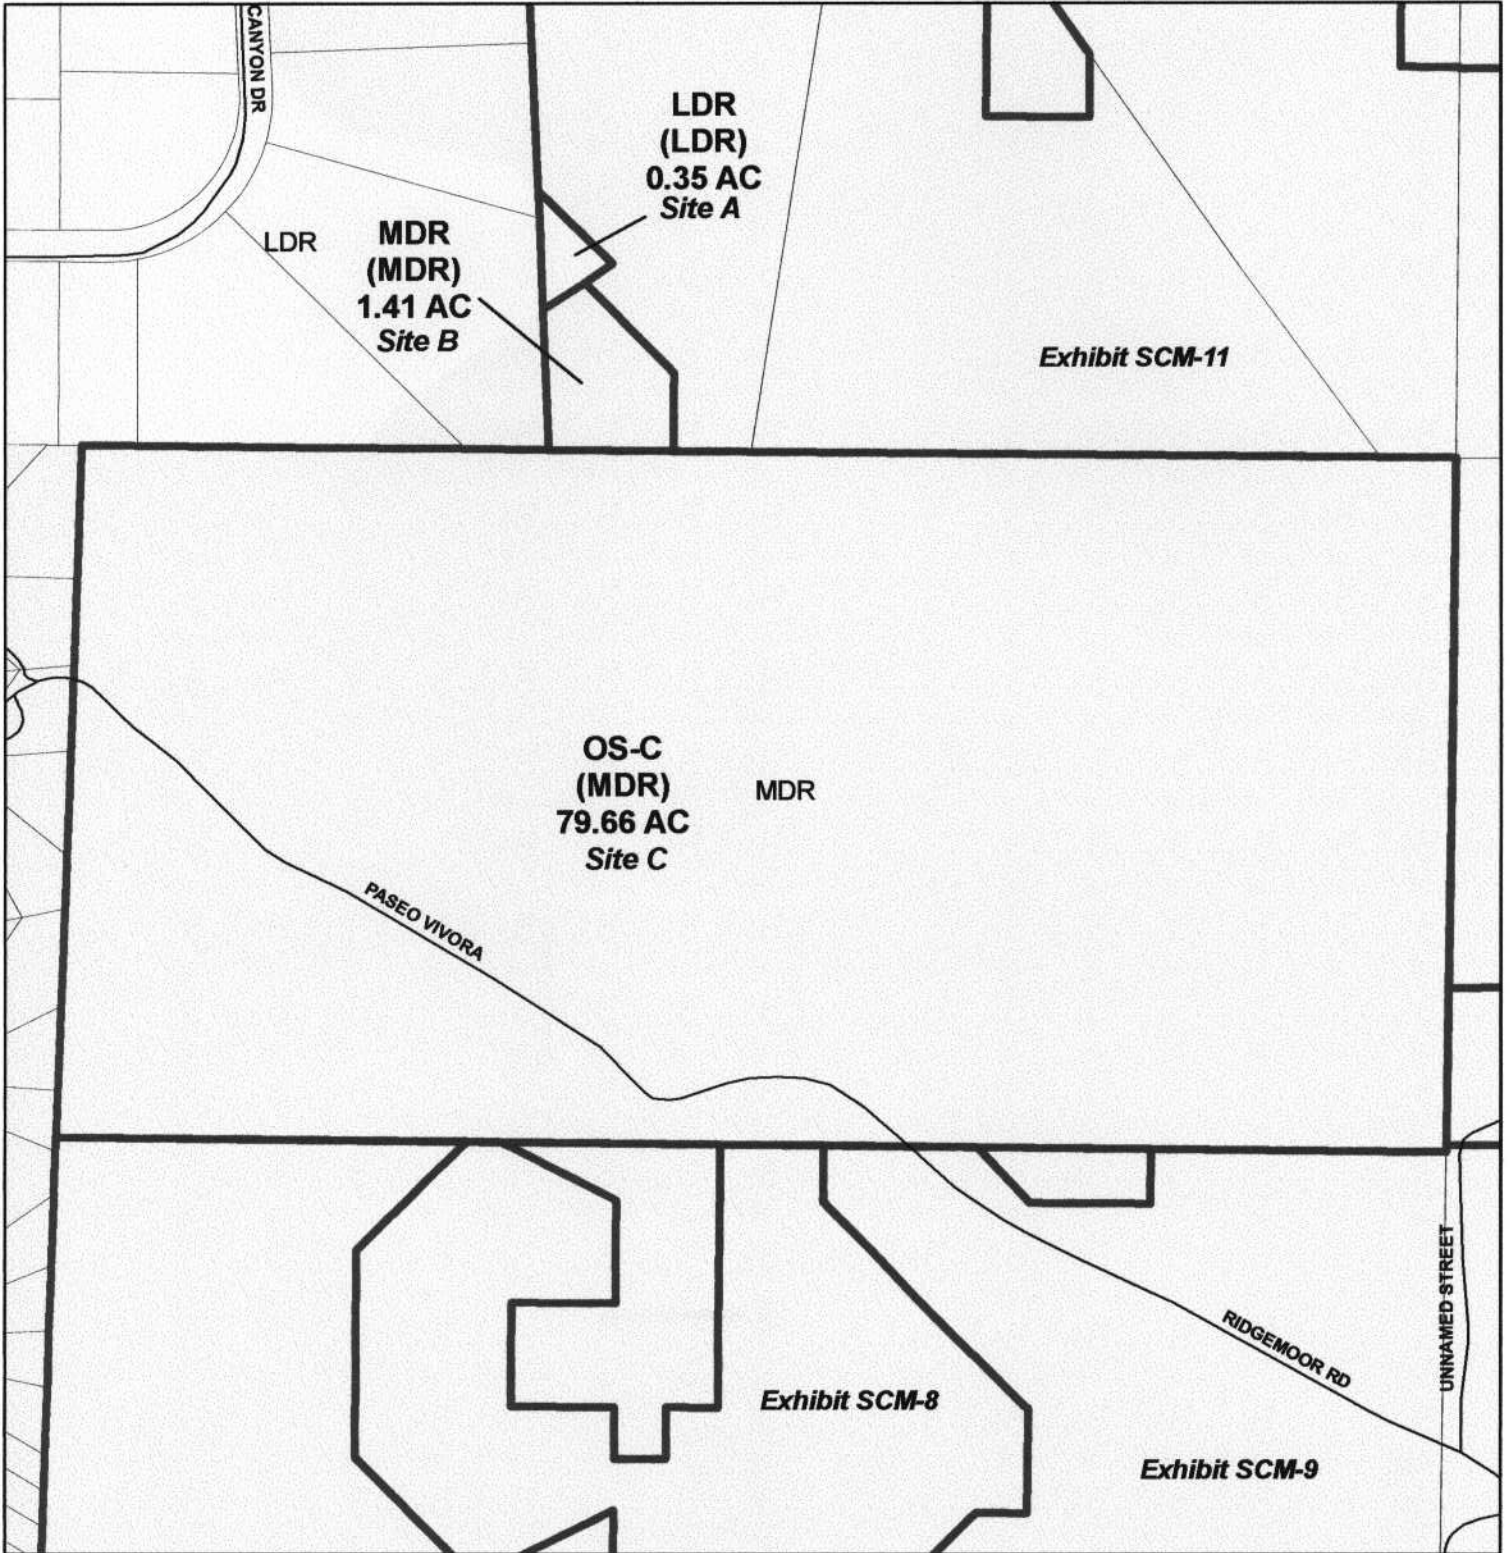 CANYON DR
LDR
(LDR)
0.35 AC
Site A
LDR
MDR
(MDR)
1.41 AC
Site B
Exhibit SCM-11
OS-C
(MDR)
79.66 AC
Site C
MDR
PASEO VIVORA
UNNAMED STREET
RIDGEMOOR RD
Exhibit SCM-8
Exhibit SCM-9